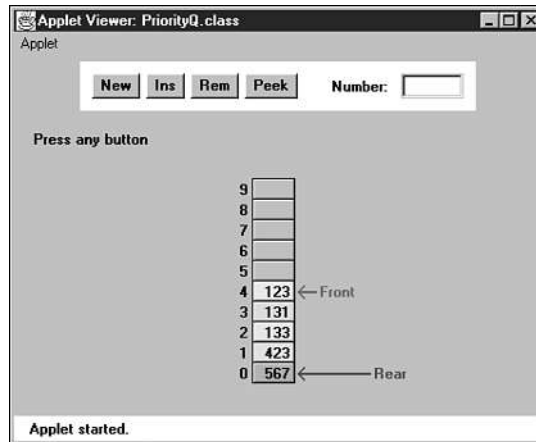 Applet Viewer: PriorityQ.class
Applet
New Ins Rem Peek Number:
Press any button
9
8
7
6
5
4 123 Front
3 131
2 133
1 423
0 567 Rear
Applet started.